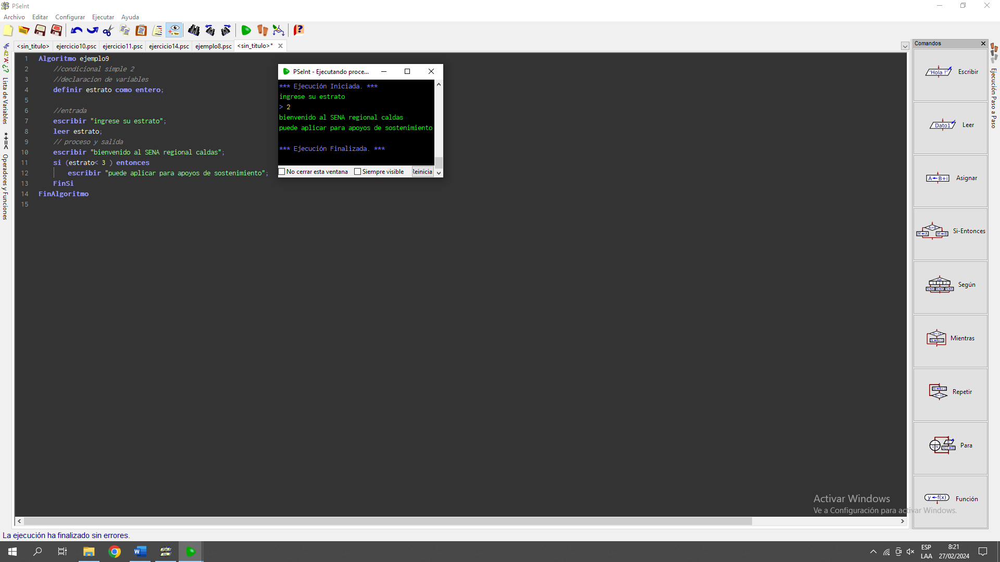 PSeInt
Archivo Editar Configurar Ejecutar Ayuda
<sin_titulo> ejercicio10.psc ejercicio11.psc ejercicio14.psc ejemplo8.psc <sin_titulo>*
Lista de Variables
Operadores y Funciones
1 Algoritmo ejemplo9
2 //condicional simple 2
3 //declaracion de variables
4 definir estrato como entero;
5
6 //entrada
7 escribir "ingrese su estrato";
8 leer estrato;
9 // proceso y salida
10 escribir "bienvenido al SENA regional caldas";
11 si (estrato< 3 ) entonces
12 escribir "puede aplicar para apoyos de sostenimiento";
13 FinSi
14 FinAlgoritmo
15
PSeInt - Ejecutando proce...
*** Ejecución Iniciada. ***
ingrese su estrato
> 2
bienvenido al SENA regional caldas
puede aplicar para apoyos de sostenimiento
*** Ejecución Finalizada. ***
No cerrar esta ventana Siempre visible Reinicia
Comandos
'Hola !' Escribir
Dato1 Leer
A←B+i Asignar
A>B
M←A M←B Si-Entonces
Según
Mientras
Repetir
Para
y←f(x) Función
Ejecución Paso a Paso
Activar Windows
Ve a Configuración para activar Windows.
La ejecución ha finalizado sin errores.
ESP
LAA
8:21
27/02/2024